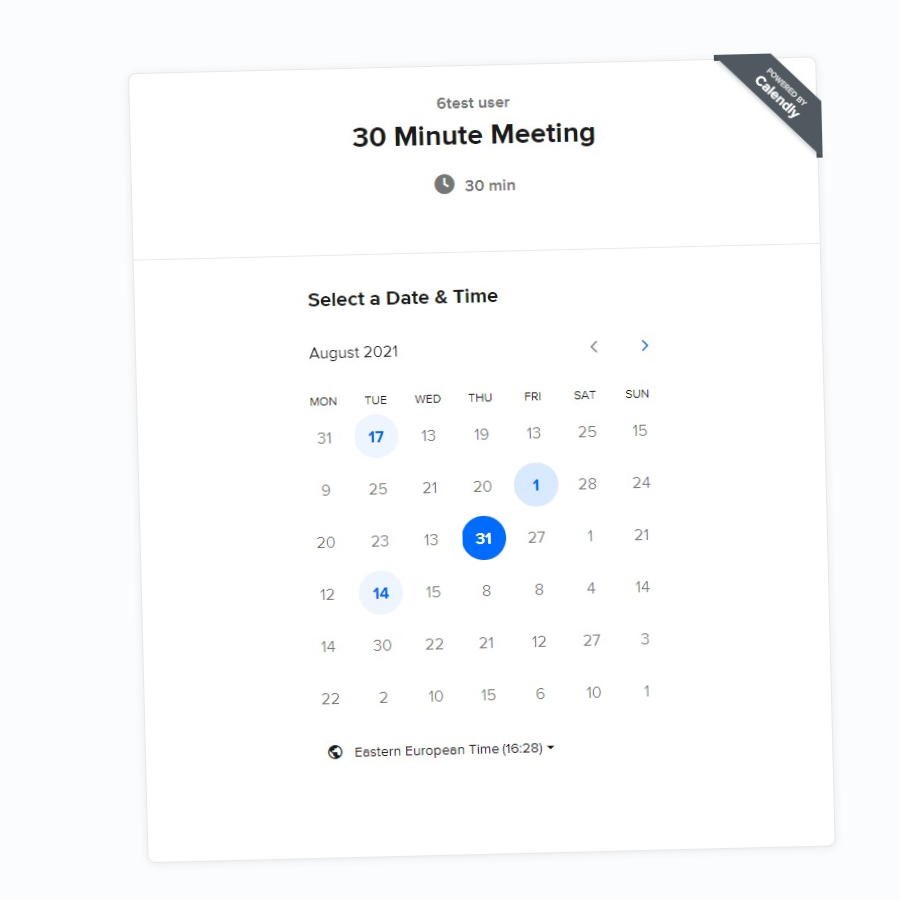 POWERED BY
Calendly
6test user
30 Minute Meeting
30 min
Select a Date & Time
August 2021
MON TUE WED THU FRI SAT SUN
31 17 13 19 13 25 15
9 25 21 20 1 28 24
20 23 13 31 27 1 21
12 14 15 8 8 4 14
14 30 22 21 12 27 3
22 2 10 15 6 10 1
Eastern European Time (16:28)